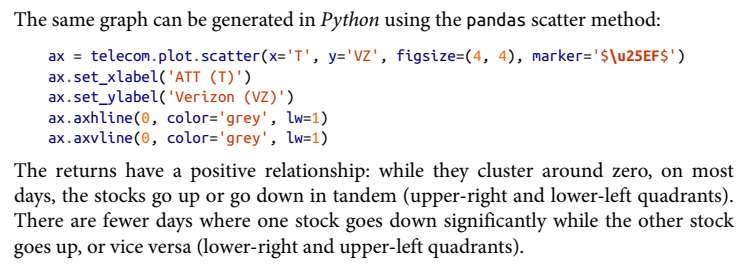 The same graph can be generated in Python using the pandas scatter method:
ax = telecom.plot.scatter(x='T', y='VZ', figsize=(4, 4), marker='$\u25EF$')
ax.set_xlabel('ATT (T)')
ax.set_ylabel('Verizon (VZ)')
ax.axhline(0, color='grey', lw=1)
ax.axvline(0, color='grey', lw=1)
The returns have a positive relationship: while they cluster around zero, on most
days, the stocks go up or go down in tandem (upper-right and lower-left quadrants).
There are fewer days where one stock goes down significantly while the other stock
goes up, or vice versa (lower-right and upper-left quadrants).